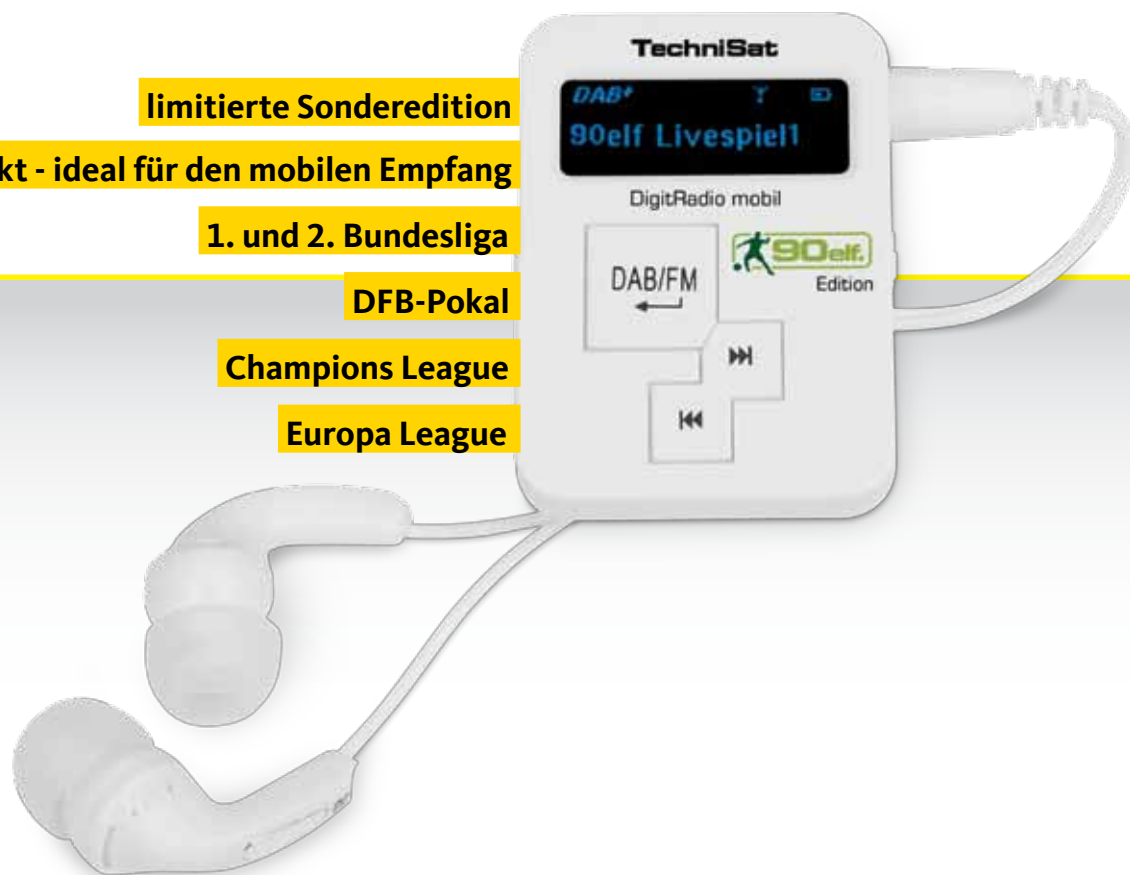 TechniSat
DAB+
90elf Livespiel1
DigitRadio mobil
90elf.
Edition
DAB/FM
limitierte Sonderedition
- ideal für den mobilen Empfang
1. und 2. Bundesliga
DFB-Pokal
Champions League
Europa League